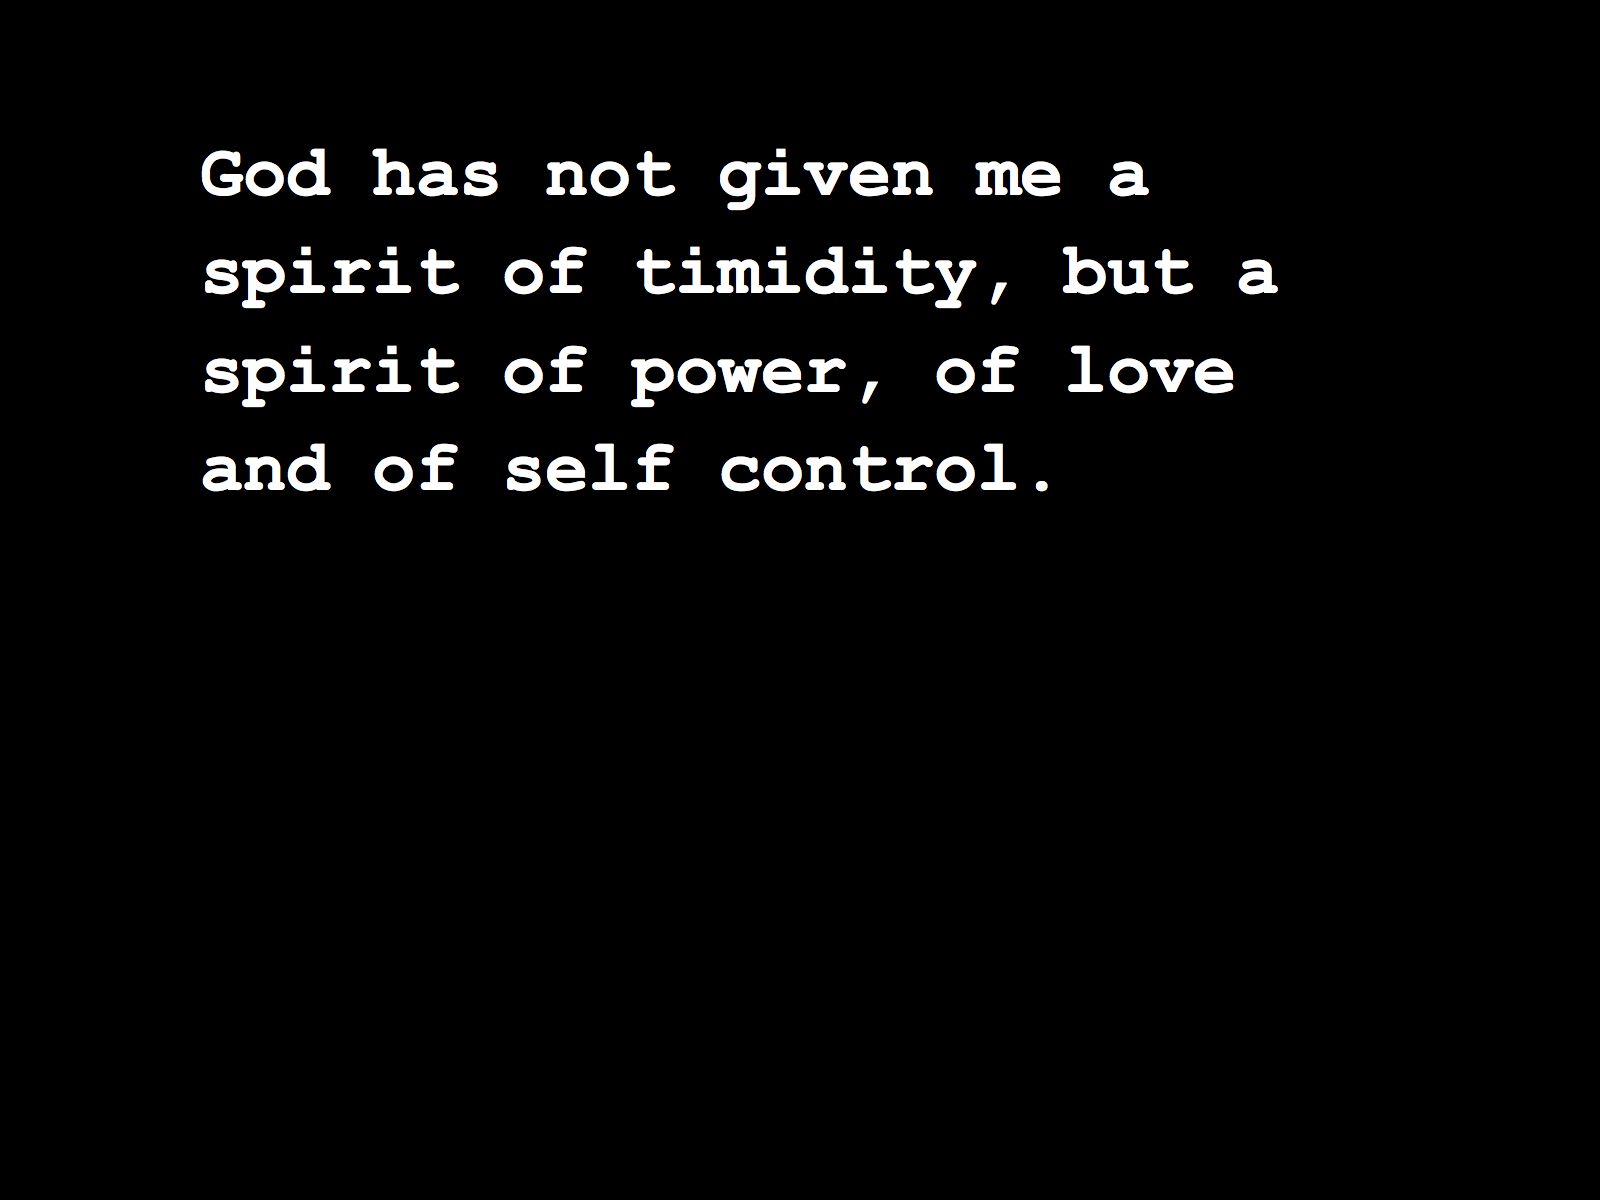 God has not given me a
spirit of timidity, but a
spirit of power, of love
and of self control.